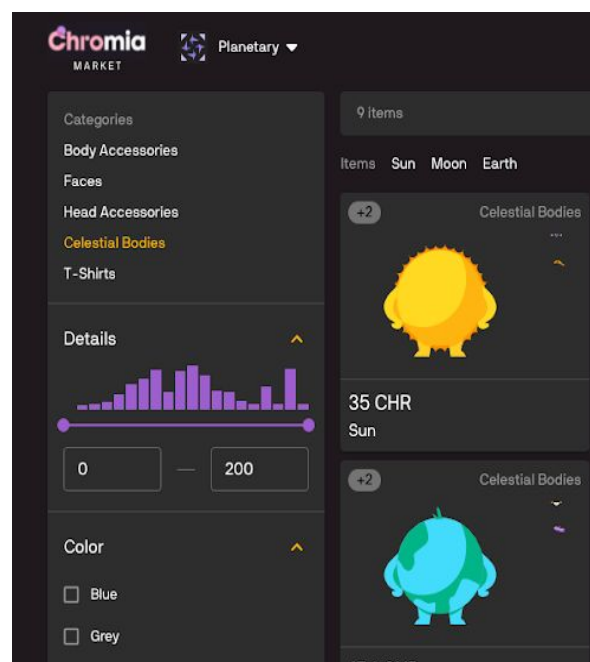 Chromia
MARKET
Planetary
Categories
Body Accessories
Faces
Head Accessories
Celestial Bodies
T-Shirts
Details
0 — 200
Color
Blue
Grey
9 items
Items Sun Moon Earth
+2 Celestial Bodies
35 CHR
Sun
+2 Celestial Bodies